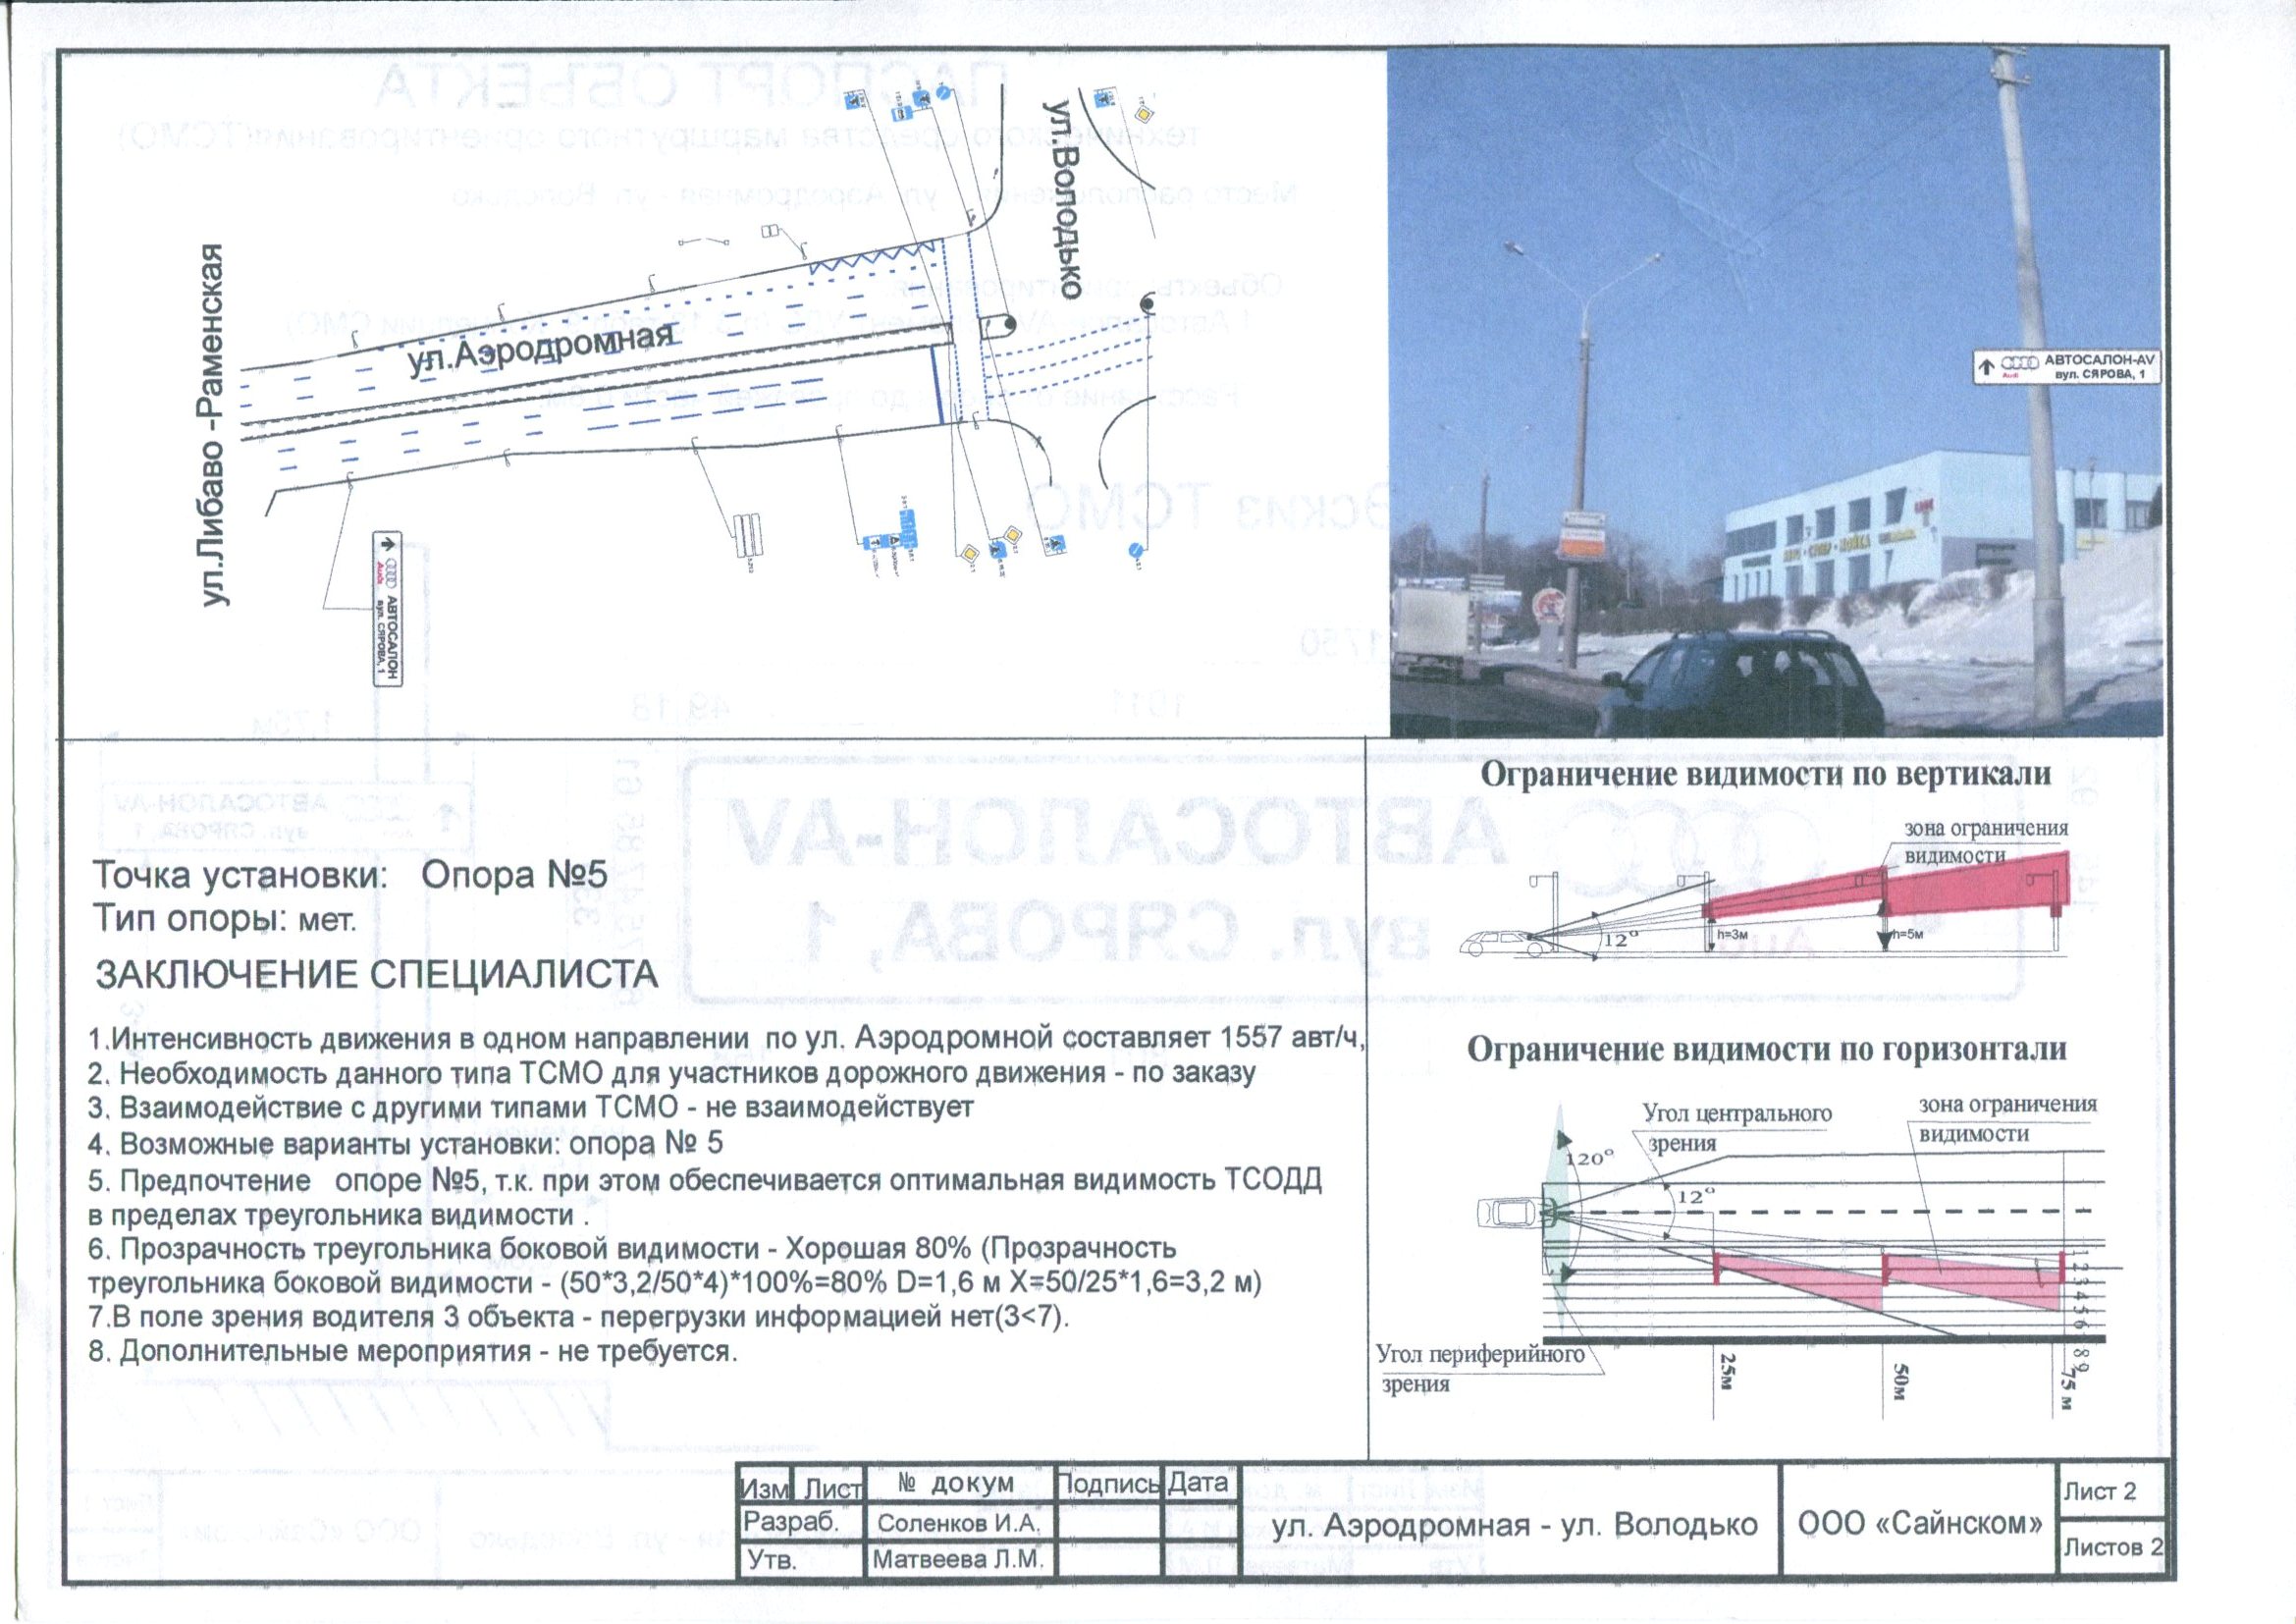 ул.Либаво -Раменская
ул.Аэродромная
ул.Володько
Audi
АВТОСАЛОН
вул. СЯРОВА, 1
Audi
АВТОСАЛОН-AV
вул. СЯРОВА, 1
Точка установки: Опора №5
Тип опоры: мет.
ЗАКЛЮЧЕНИЕ СПЕЦИАЛИСТА
1.Интенсивность движения в одном направлении по ул. Аэродромной составляет 1557 авт/ч,
2. Необходимость данного типа ТСМО для участников дорожного движения - по заказу
3. Взаимодействие с другими типами ТСМО - не взаимодействует
4. Возможные варианты установки: опора № 5
5. Предпочтение опоре №5, т.к. при этом обеспечивается оптимальная видимость ТСОДД
в пределах треугольника видимости .
6. Прозрачность треугольника боковой видимости - Хорошая 80% (Прозрачность
треугольника боковой видимости - (50*3,2/50*4)*100%=80% D=1,6 м X=50/25*1,6=3,2 м)
7.В поле зрения водителя 3 объекта - перегрузки информацией нет(3<7).
8. Дополнительные мероприятия - не требуется.
Ограничение видимости по вертикали
зона ограничения
видимости
12°
h=3м
h=5м
Ограничение видимости по горизонтали
Угол центрального
зрения
зона ограничения
видимости
120°
12°
1 2 3 4 5 6 8 9
Угол периферийного
зрения
25м
50м
75 м
Изм Лист № докум Подпись Дата
Разраб. Соленков И.А.
Утв. Матвеева Л.М.
ул. Аэродромная - ул. Володько
ООО «Сайнском»
Лист 2
Листов 2